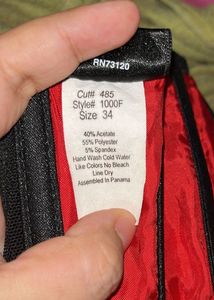 RN73120
Cut# 485
Style# 1000F
Size 34
40% Acetate
55% Polyester
5% Spandex
Hand Wash Cold Water
Like Colors No Bleach
Line Dry
Assembled In Panama